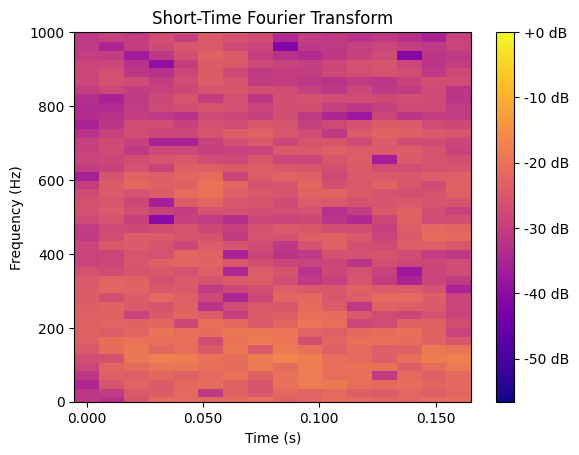 Short-Time Fourier Transform
Frequency (Hz)
1000
800
600
400
200
0
0.000
0.050
0.100
0.150
Time (s)
+0 dB
-10 dB
-20 dB
-30 dB
-40 dB
-50 dB